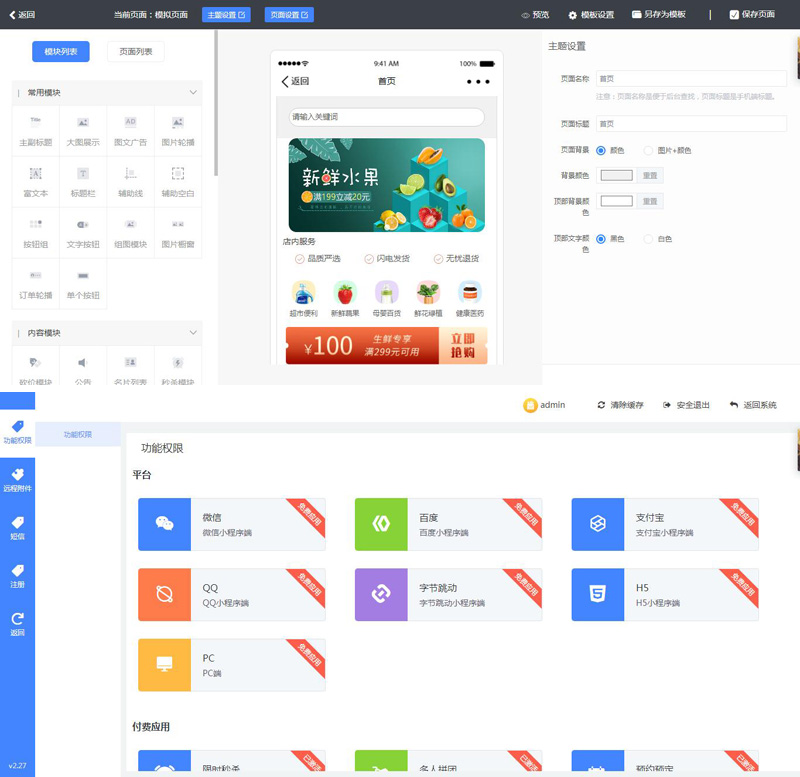 返回
当前页面：模拟页面
主题设置
页面设置
预览
模板设置
另存为模板
保存页面
模块列表
页面列表
常用模块
Title
主副标题
大图展示
AD
图文广告
图片轮播
A
富文本
T
标题栏
辅助线
辅助空白
按钮组
文字按钮
组图模块
图片橱窗
订单轮播
单个按钮
内容模块
砍价模块
公告
名片列表
秒杀模块
9:41 AM
100%
返回
首页
请输入关键词
新鲜水果
满199立减20元
店内服务
品质严选
闪电发货
无忧退货
超市便利
新鲜蔬果
母婴百货
鲜花绿植
健康医药
¥100
生鲜专享
满299元可用
立即
抢购
主题设置
页面名称
首页
注意：页面名称是便于后台查找，页面标题是手机端标题。
页面标题
首页
页面背景
颜色
图片+颜色
背景颜色
重置
顶部背景颜
色
重置
顶部文字颜
色
黑色
白色
admin
清除缓存
安全退出
返回系统
功能权限
远程附件
短信
注册
返回
v2.27
功能权限
功能权限
平台
微信
微信小程序端
免费应用
百度
百度小程序端
免费应用
支付宝
支付宝小程序端
免费应用
QQ
QQ小程序端
免费应用
字节跳动
字节跳动小程序端
免费应用
H5
H5小程序端
免费应用
PC
PC端
免费应用
付费应用
限时秒杀
已激活
多人拼团
已激活
预约预定
已激活